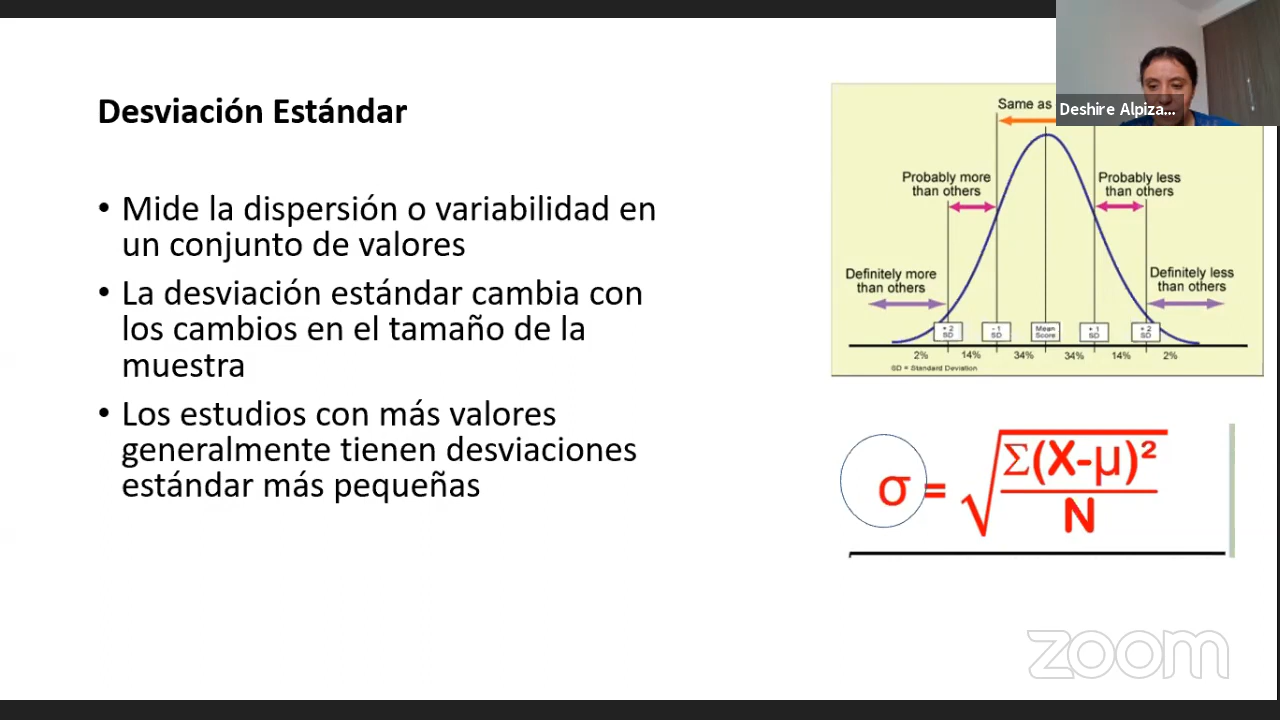 Deshire Alpiza...
Desviación Estándar
• Mide la dispersión o variabilidad en
un conjunto de valores
• La desviación estándar cambia con
los cambios en el tamaño de la
muestra
• Los estudios con más valores
generalmente tienen desviaciones
estándar más pequeñas
Same as
Probably more
than others
Probably less
than others
Definitely more
than others
Definitely less
than others
+ 2
SD
- 1
SD
Mean
Score
+ 1
SD
+ 2
SD
2% 14% 34% 34% 14% 2%
SD = Standard Deviation
σ = √Σ(X-μ)²
N
zoom